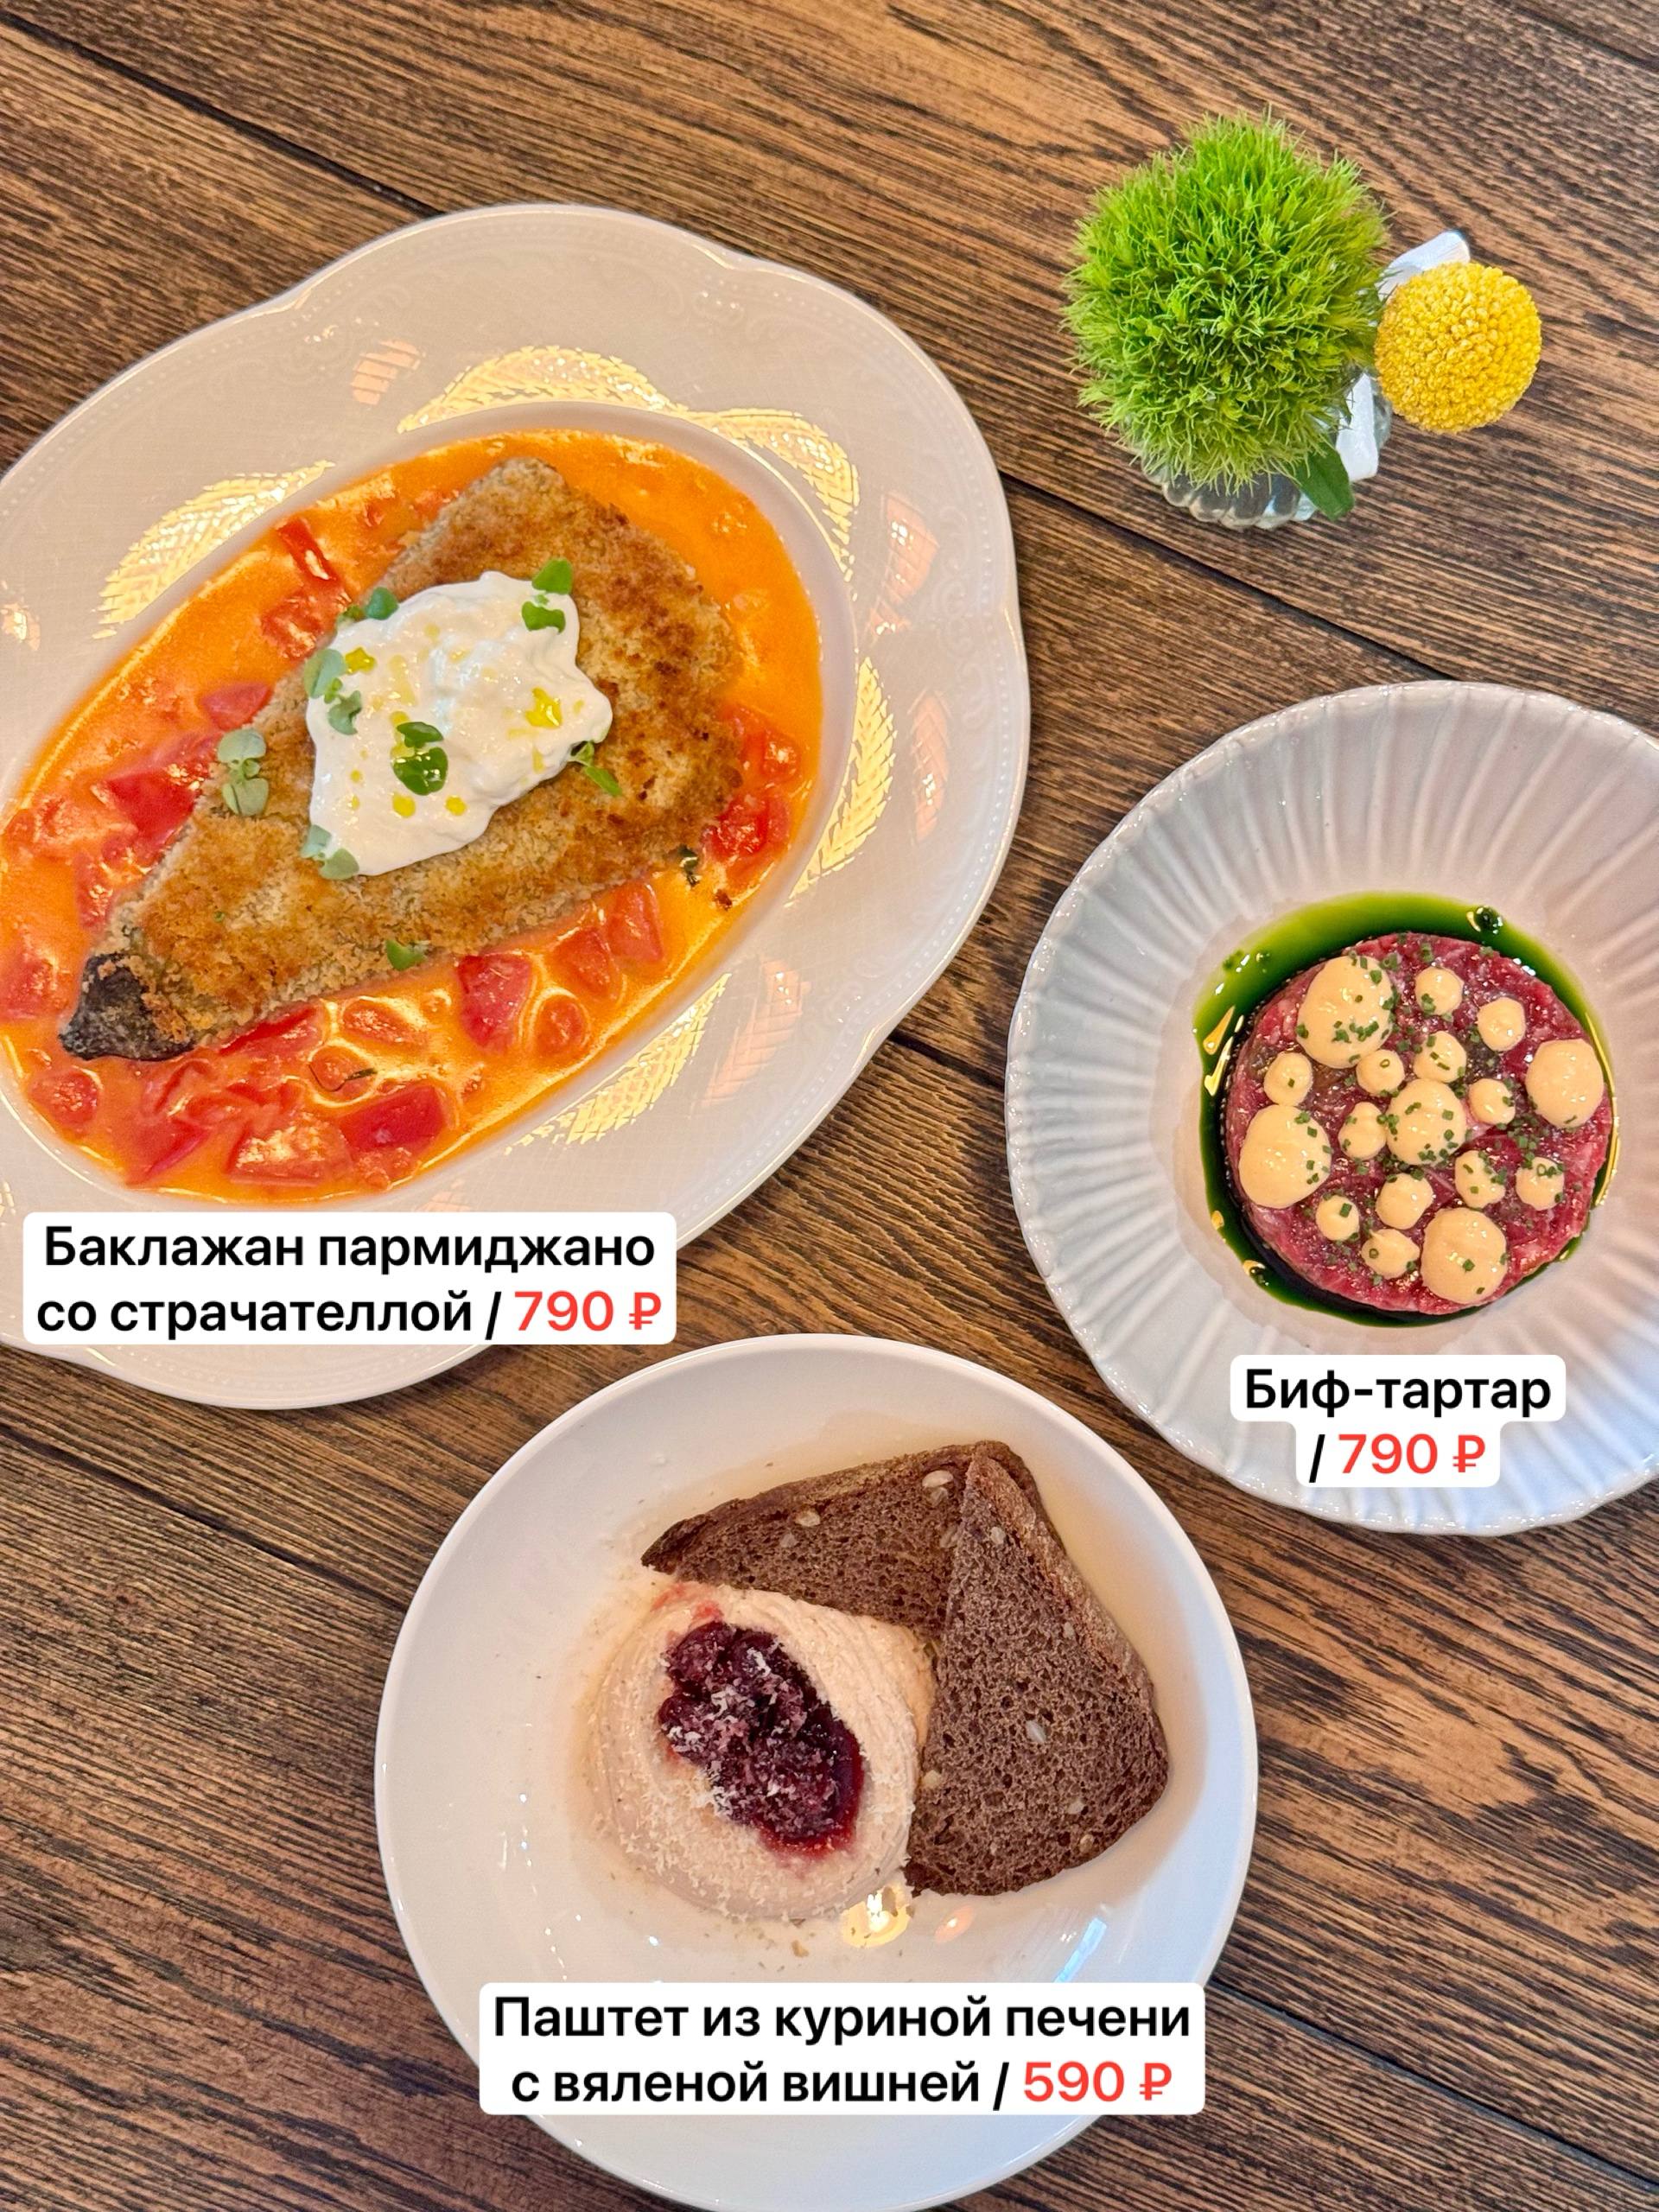 Баклажан пармиджано
со страчателлой / 790 ₽
Биф-тартар
/ 790 ₽
Паштет из куриной печени
с вяленой вишней / 590 ₽